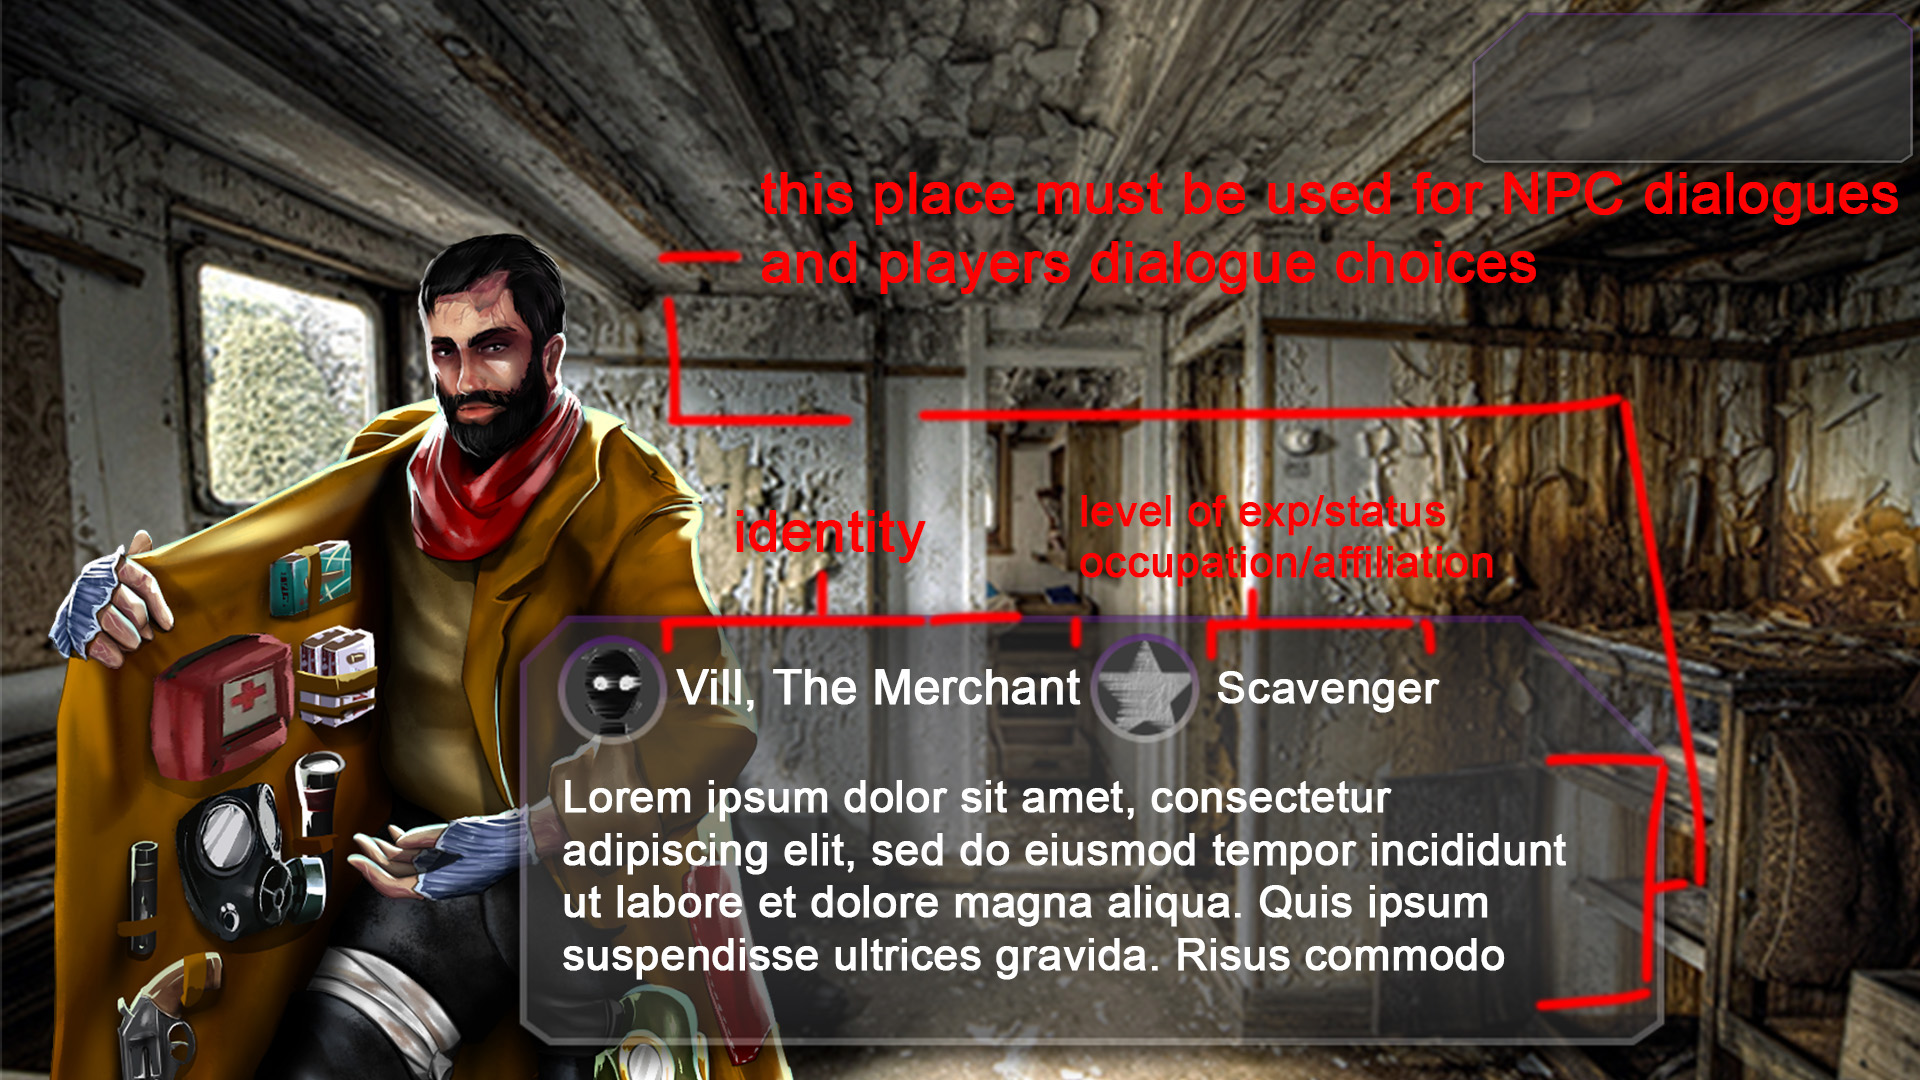 this place must be used for NPC dialogues
and players dialogue choices
identity
level of exp/status
occupation/affiliation
Vill, The Merchant
Scavenger
Lorem ipsum dolor sit amet, consectetur
adipiscing elit, sed do eiusmod tempor incididunt
ut labore et dolore magna aliqua. Quis ipsum
suspendisse ultrices gravida. Risus commodo